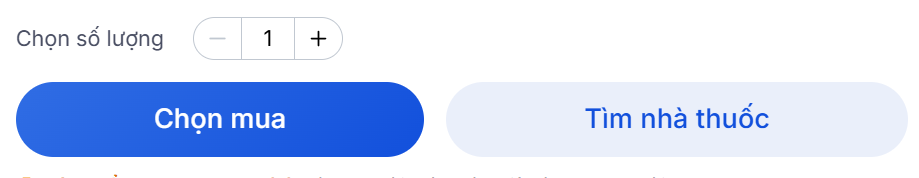 Chọn số lượng − 1 +
Chọn mua
Tìm nhà thuốc